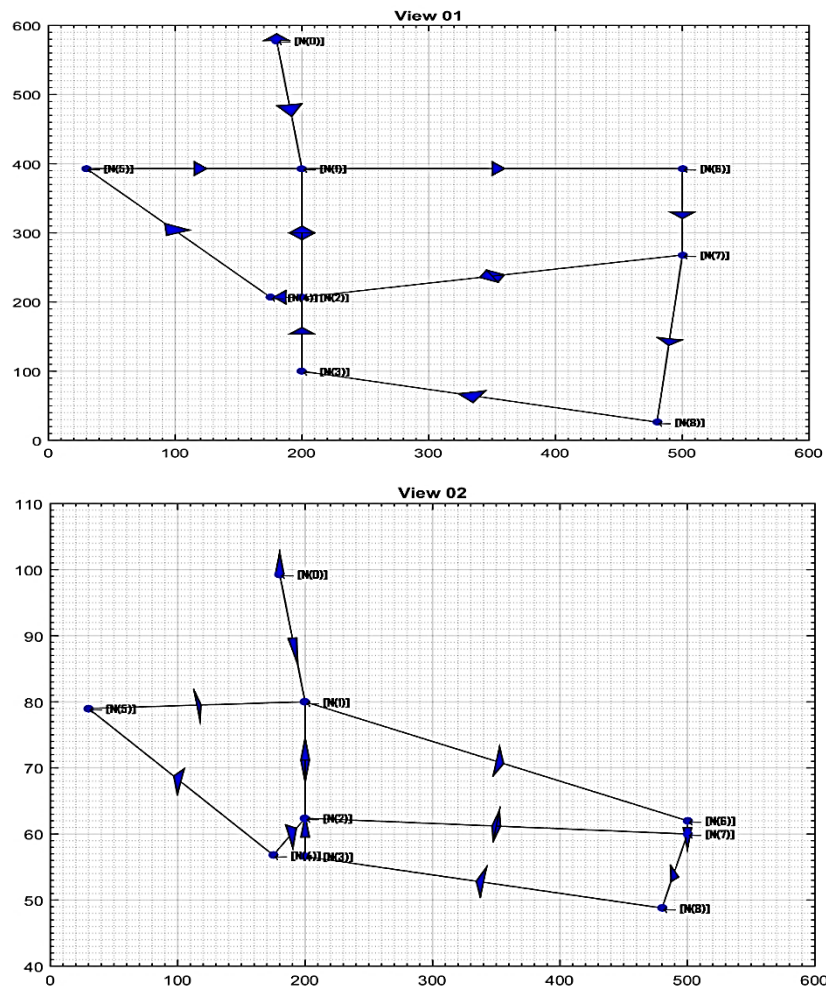 View 01
600
[N(0)]
500
400
[N(5)] [N(1)] [N(6)]
300
[N(7)]
200
[N(2)]
100
[N(3)]
[N(8)]
0
0 100 200 300 400 500 600
View 02
110
100
[N(0)]
90
80
[N(5)] [N(1)]
70
[N(6)]
[N(2)]
60
[N(7)]
[N(3)]
50
[N(8)]
40
0 100 200 300 400 500 600